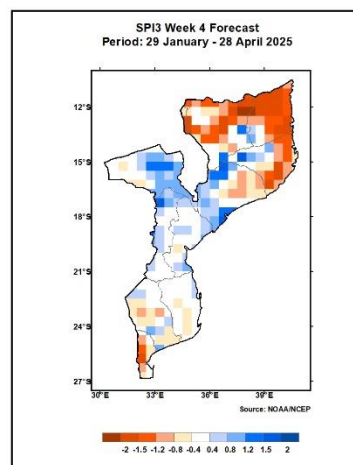 SPI3 Week 4 Forecast
Period: 29 January - 28 April 2025
12°S
15°S
18°S
21°S
24°S
27°S
30°E
33°E
36°E
39°E
Source: NOAA/NCEP
-2 -1.5 -1.2 -0.8 -0.4 0.4 0.8 1.2 1.5 2